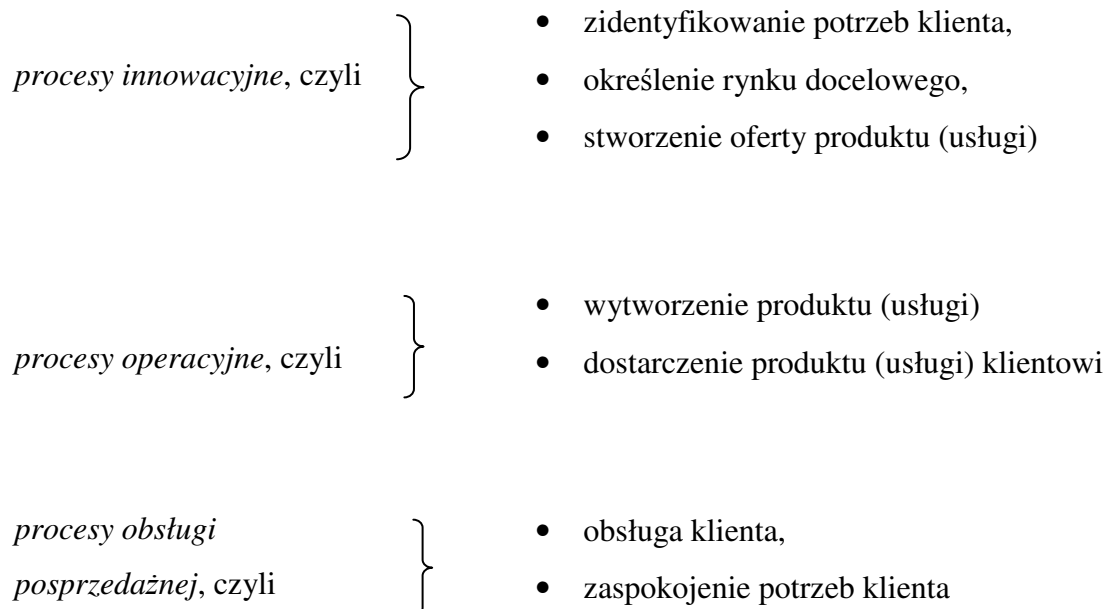 procesy innowacyjne, czyli
• zidentyfikowanie potrzeb klienta,
• określenie rynku docelowego,
• stworzenie oferty produktu (usługi)
procesy operacyjne, czyli
• wytworzenie produktu (usługi)
• dostarczenie produktu (usługi) klientowi
procesy obsługi
posprzedażnej, czyli
• obsługa klienta,
• zaspokojenie potrzeb klienta